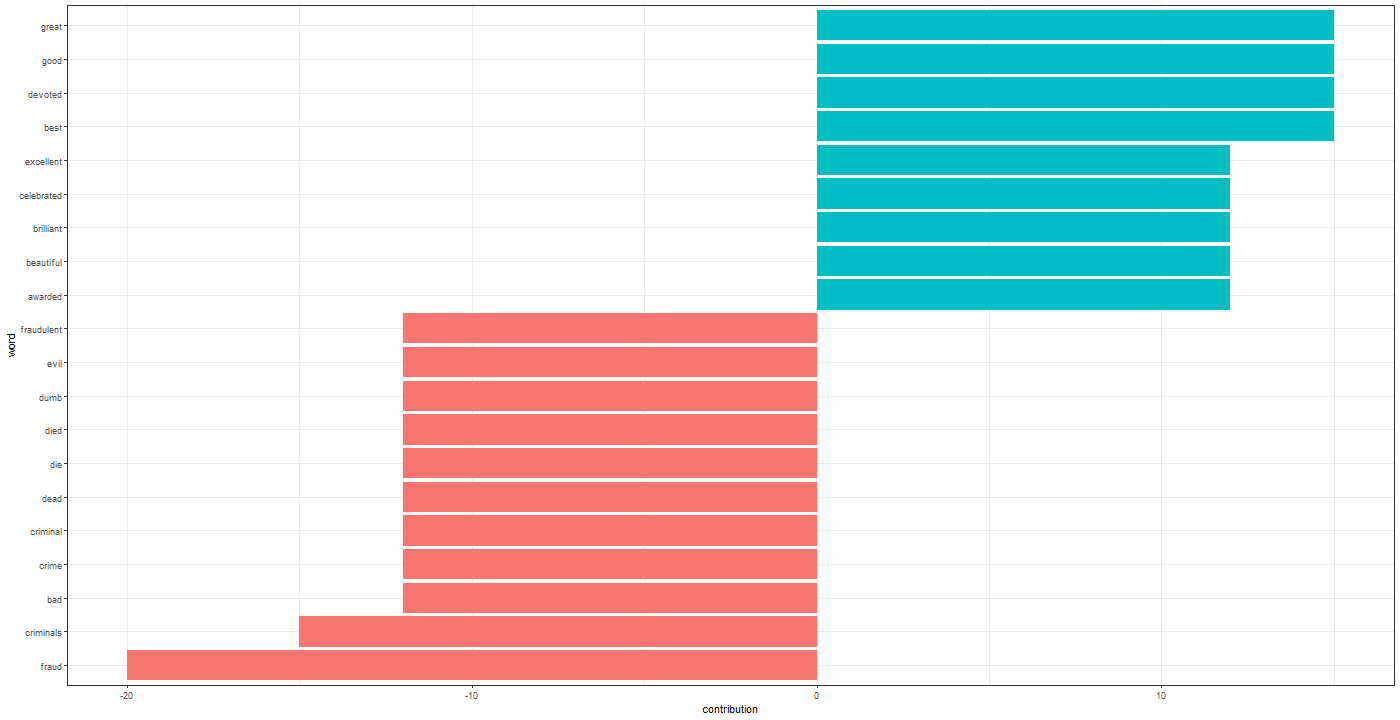 great
good
devoted
best
excellent
celebrated
brilliant
beautiful
awarded
fraudulent
evil
dumb
died
die
dead
criminal
crime
bad
criminals
fraud
word
-20 -10 0 10
contribution